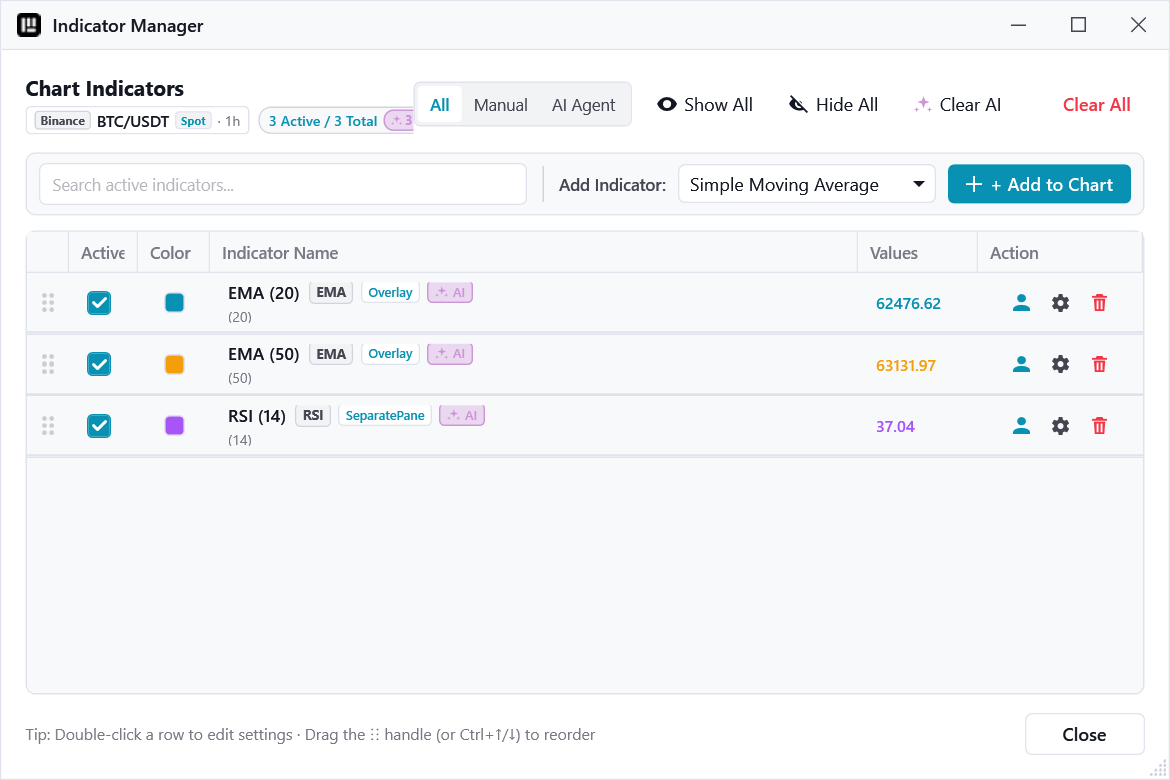 Indicator Manager
Chart Indicators
Binance BTC/USDT Spot · 1h 3 Active / 3 Total 3
All Manual AI Agent Show All Hide All Clear AI Clear All
Search active indicators...
Add Indicator: Simple Moving Average + Add to Chart
Active Color Indicator Name Values Action
EMA (20) EMA Overlay AI 62476.62
(20)
EMA (50) EMA Overlay AI 63131.97
(50)
RSI (14) RSI SeparatePane AI 37.04
(14)
Tip: Double-click a row to edit settings · Drag the ⠿ handle (or Ctrl+↑/↓) to reorder
Close